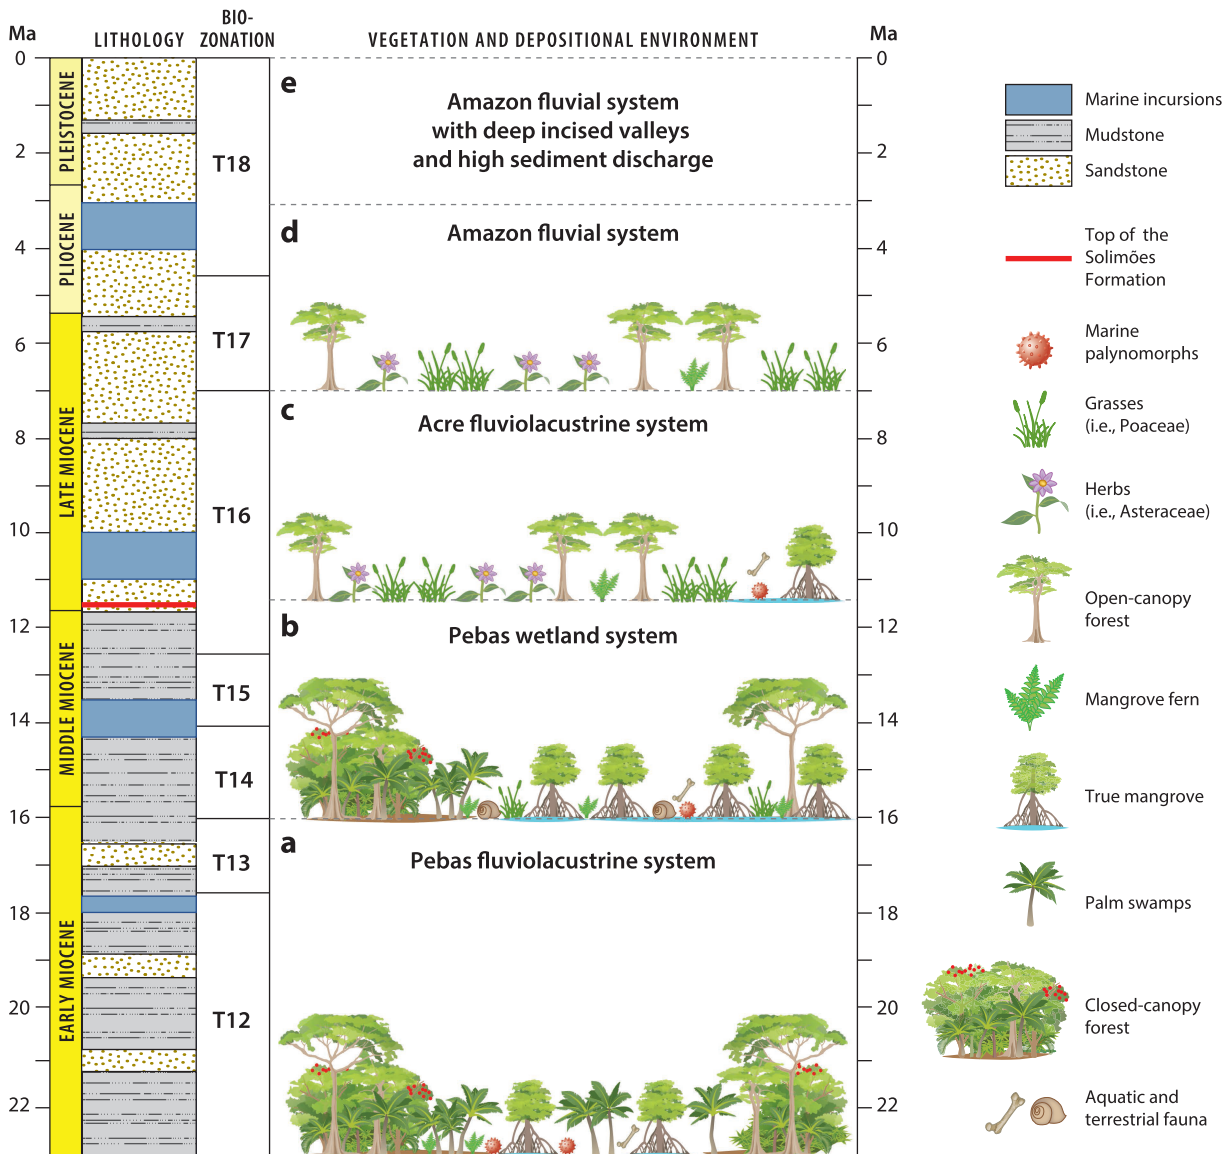 Ma
LITHOLOGY
BIO-
ZONATION
VEGETATION AND DEPOSITIONAL ENVIRONMENT
Ma
0
2
4
6
8
10
12
14
16
18
20
22
PLEISTOCENE
PLIOCENE
LATE MIOCENE
MIDDLE MIOCENE
EARLY MIOCENE
T18
T17
T16
T15
T14
T13
T12
e
Amazon fluvial system
with deep incised valleys
and high sediment discharge
d
Amazon fluvial system
c
Acre fluviolacustrine system
b
Pebas wetland system
a
Pebas fluviolacustrine system
0
2
4
6
8
10
12
14
16
18
20
22
Marine incursions
Mudstone
Sandstone
Top of the
Solimões
Formation
Marine
palynomorphs
Grasses
(i.e., Poaceae)
Herbs
(i.e., Asteraceae)
Open-canopy
forest
Mangrove fern
True mangrove
Palm swamps
Closed-canopy
forest
Aquatic and
terrestrial fauna